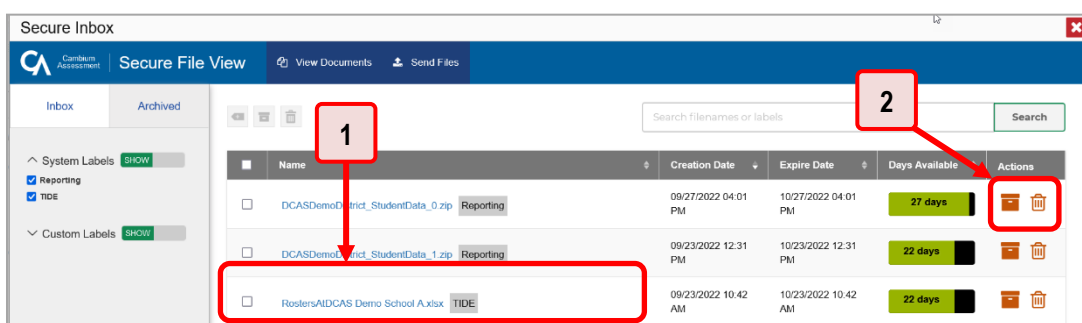 Secure Inbox
CA Cambium Assessment Secure File View View Documents Send Files
Inbox Archived
Search filenames or labels Search
1
2
System Labels SHOW
Reporting
TIDE
Custom Labels SHOW
Name Creation Date Expire Date Days Available Actions
DCASDemoDistrict_StudentData_0.zip Reporting 09/27/2022 04:01 PM 10/27/2022 04:01 PM 27 days
DCASDemoDistrict_StudentData_1.zip Reporting 09/23/2022 12:31 PM 10/23/2022 12:31 PM 22 days
RostersAtDCAS Demo School A.xlsx TIDE 09/23/2022 10:42 AM 10/23/2022 10:42 AM 22 days